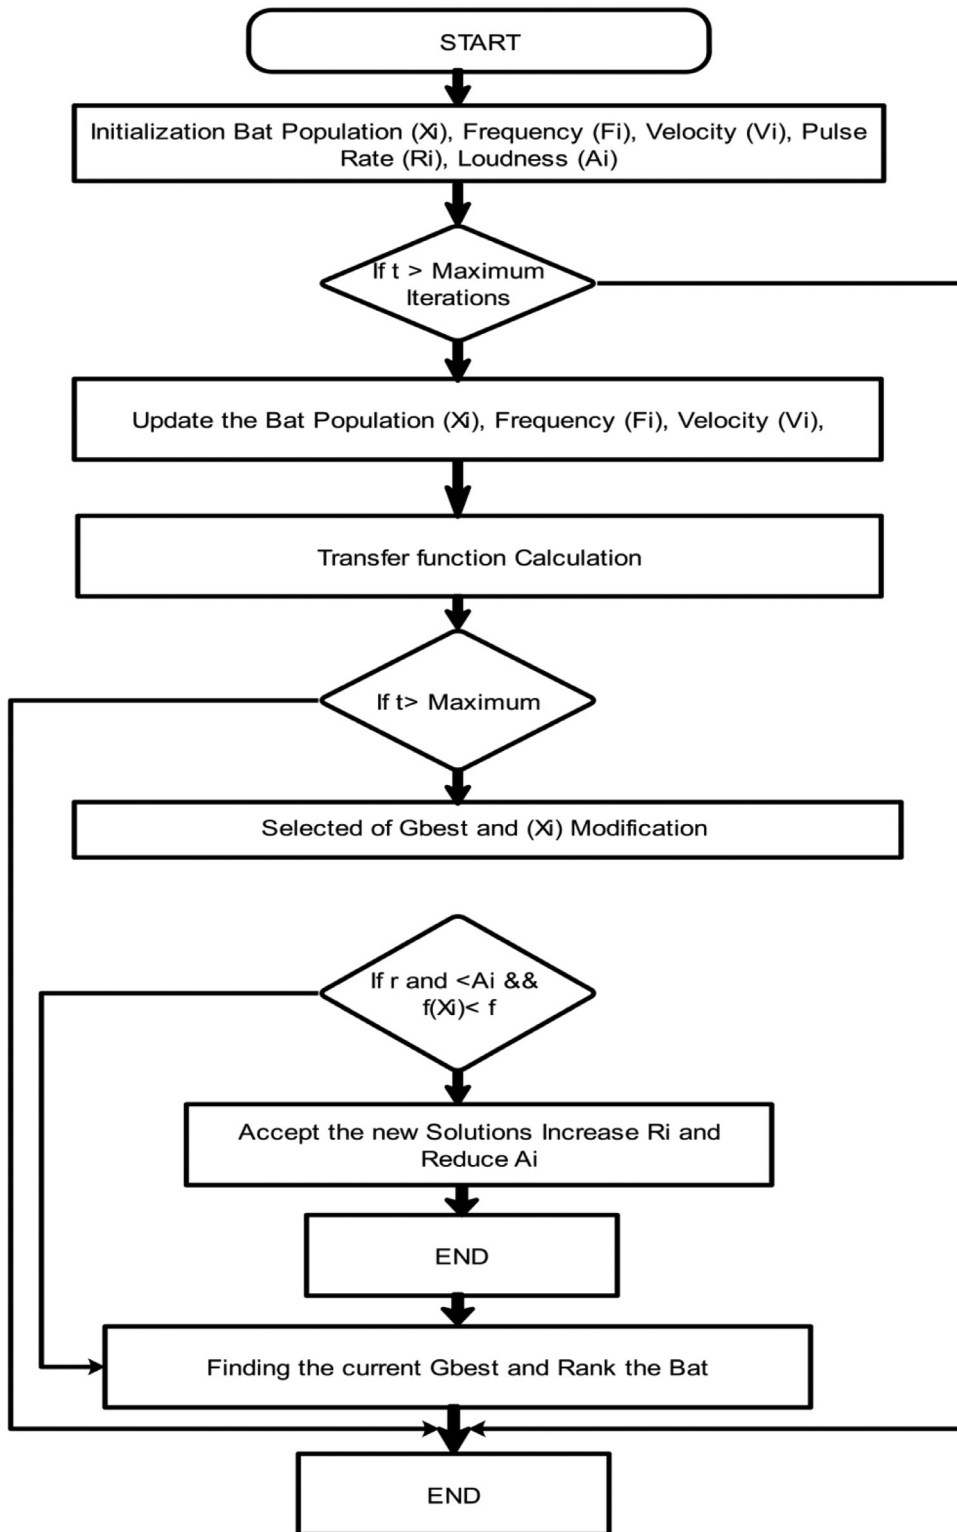 START
Initialization Bat Population (Xi), Frequency (Fi), Velocity (Vi), Pulse
Rate (Ri), Loudness (Ai)
If t > Maximum
Iterations
Update the Bat Population (Xi), Frequency (Fi), Velocity (Vi),
Transfer function Calculation
If t> Maximum
Selected of Gbest and (Xi) Modification
If r and <Ai &&
f(Xi)< f
Accept the new Solutions Increase Ri and
Reduce Ai
END
Finding the current Gbest and Rank the Bat
END